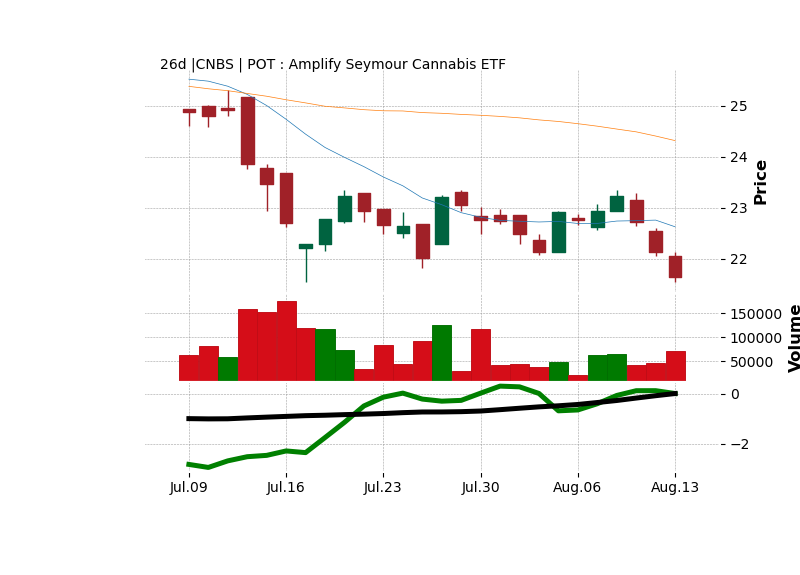 26d |CNBS | POT : Amplify Seymour Cannabis ETF
25
24
23
22
Price
150000
100000
50000
Volume
0
−2
Jul.09 Jul.16 Jul.23 Jul.30 Aug.06 Aug.13